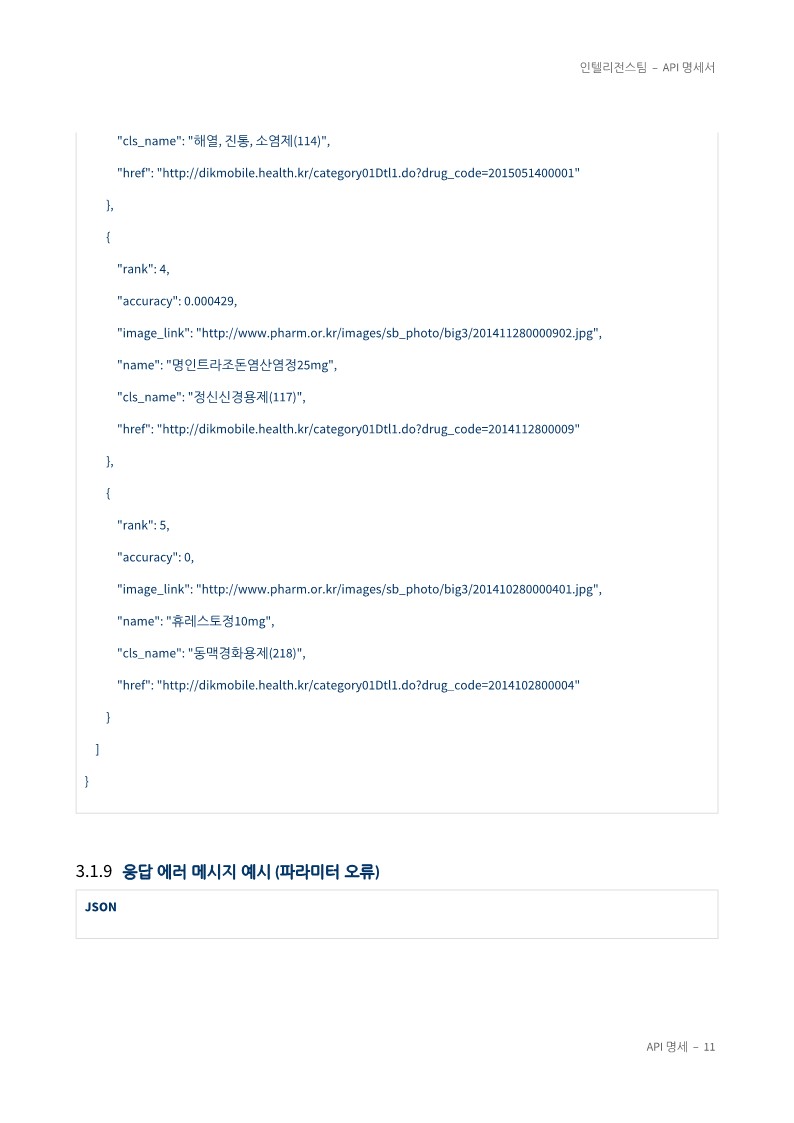 인텔리전스팀 – API 명세서
"cls_name": "해열, 진통, 소염제(114)",
"href": "http://dikmobile.health.kr/category01Dtl1.do?drug_code=2015051400001"
},
{
"rank": 4,
"accuracy": 0.000429,
"image_link": "http://www.pharm.or.kr/images/sb_photo/big3/201411280000902.jpg",
"name": "명인트라조돈염산염정25mg",
"cls_name": "정신신경용제(117)",
"href": "http://dikmobile.health.kr/category01Dtl1.do?drug_code=2014112800009"
},
{
"rank": 5,
"accuracy": 0,
"image_link": "http://www.pharm.or.kr/images/sb_photo/big3/201410280000401.jpg",
"name": "휴레스토정10mg",
"cls_name": "동맥경화용제(218)",
"href": "http://dikmobile.health.kr/category01Dtl1.do?drug_code=2014102800004"
}
]
}
3.1.9 응답 에러 메시지 예시 (파라미터 오류)
JSON
API 명세 – 11